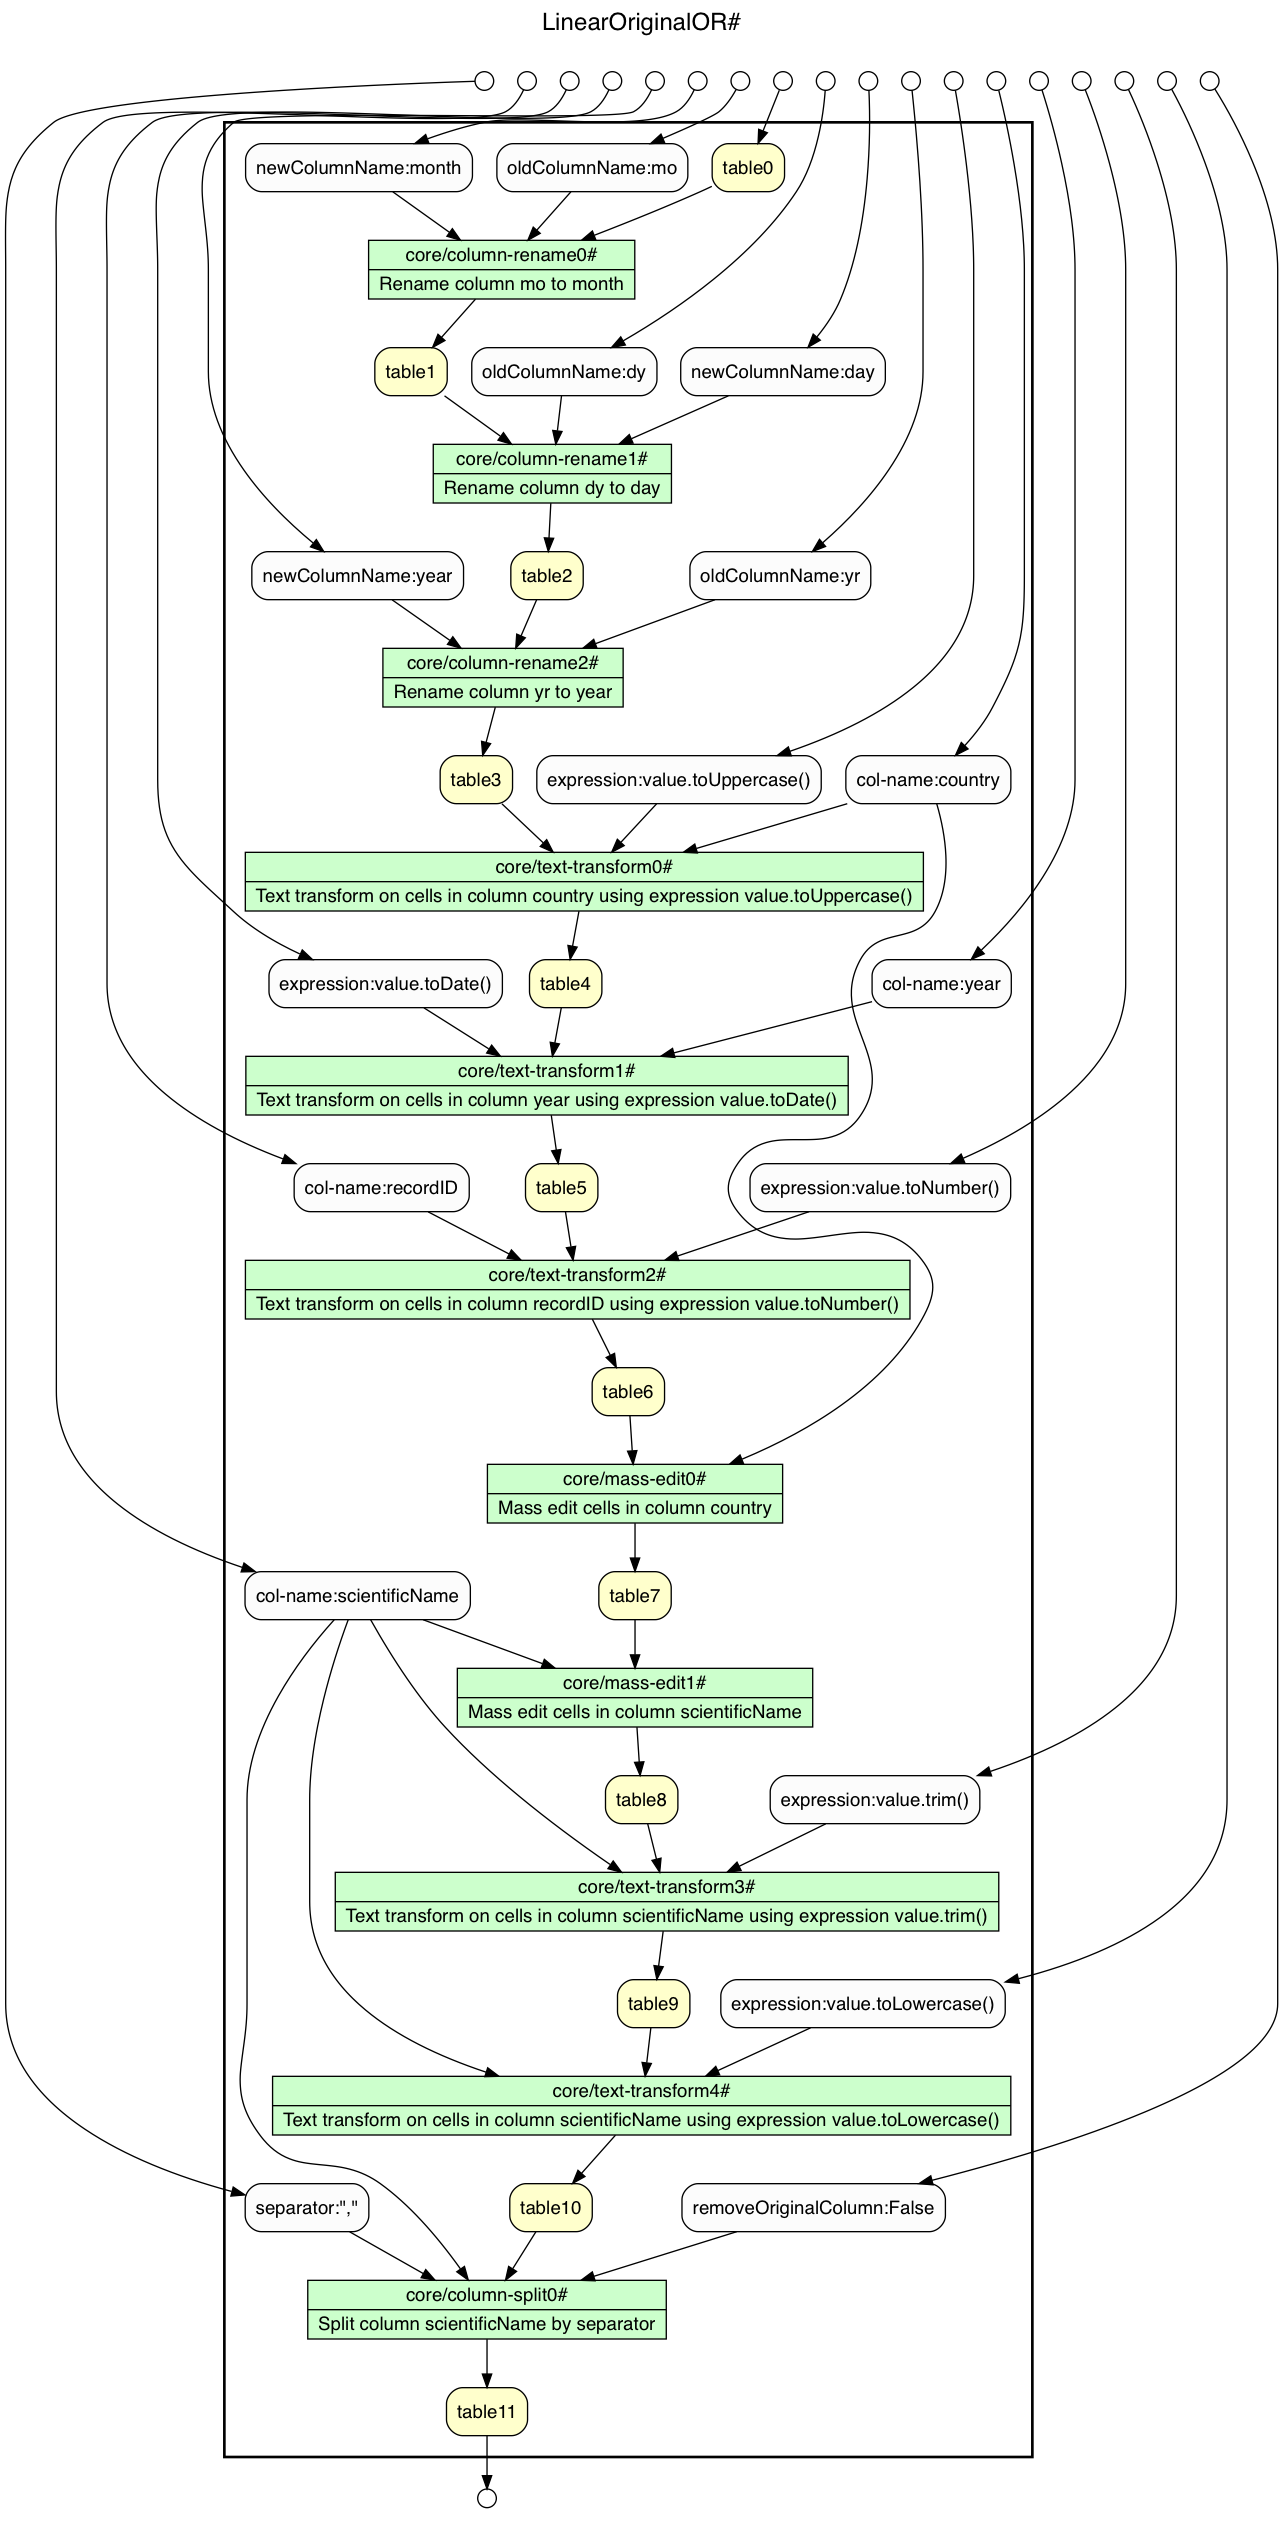 LinearOriginalOR#
newColumnName:month
oldColumnName:mo
table0
core/column-rename0#
Rename column mo to month
table1
oldColumnName:dy
newColumnName:day
core/column-rename1#
Rename column dy to day
newColumnName:year
table2
oldColumnName:yr
core/column-rename2#
Rename column yr to year
table3
expression:value.toUppercase()
col-name:country
core/text-transform0#
Text transform on cells in column country using expression value.toUppercase()
expression:value.toDate()
table4
col-name:year
core/text-transform1#
Text transform on cells in column year using expression value.toDate()
col-name:recordID
table5
expression:value.toNumber()
core/text-transform2#
Text transform on cells in column recordID using expression value.toNumber()
table6
core/mass-edit0#
Mass edit cells in column country
col-name:scientificName
table7
core/mass-edit1#
Mass edit cells in column scientificName
table8
expression:value.trim()
core/text-transform3#
Text transform on cells in column scientificName using expression value.trim()
table9
expression:value.toLowercase()
core/text-transform4#
Text transform on cells in column scientificName using expression value.toLowercase()
separator:","
table10
removeOriginalColumn:False
core/column-split0#
Split column scientificName by separator
table11